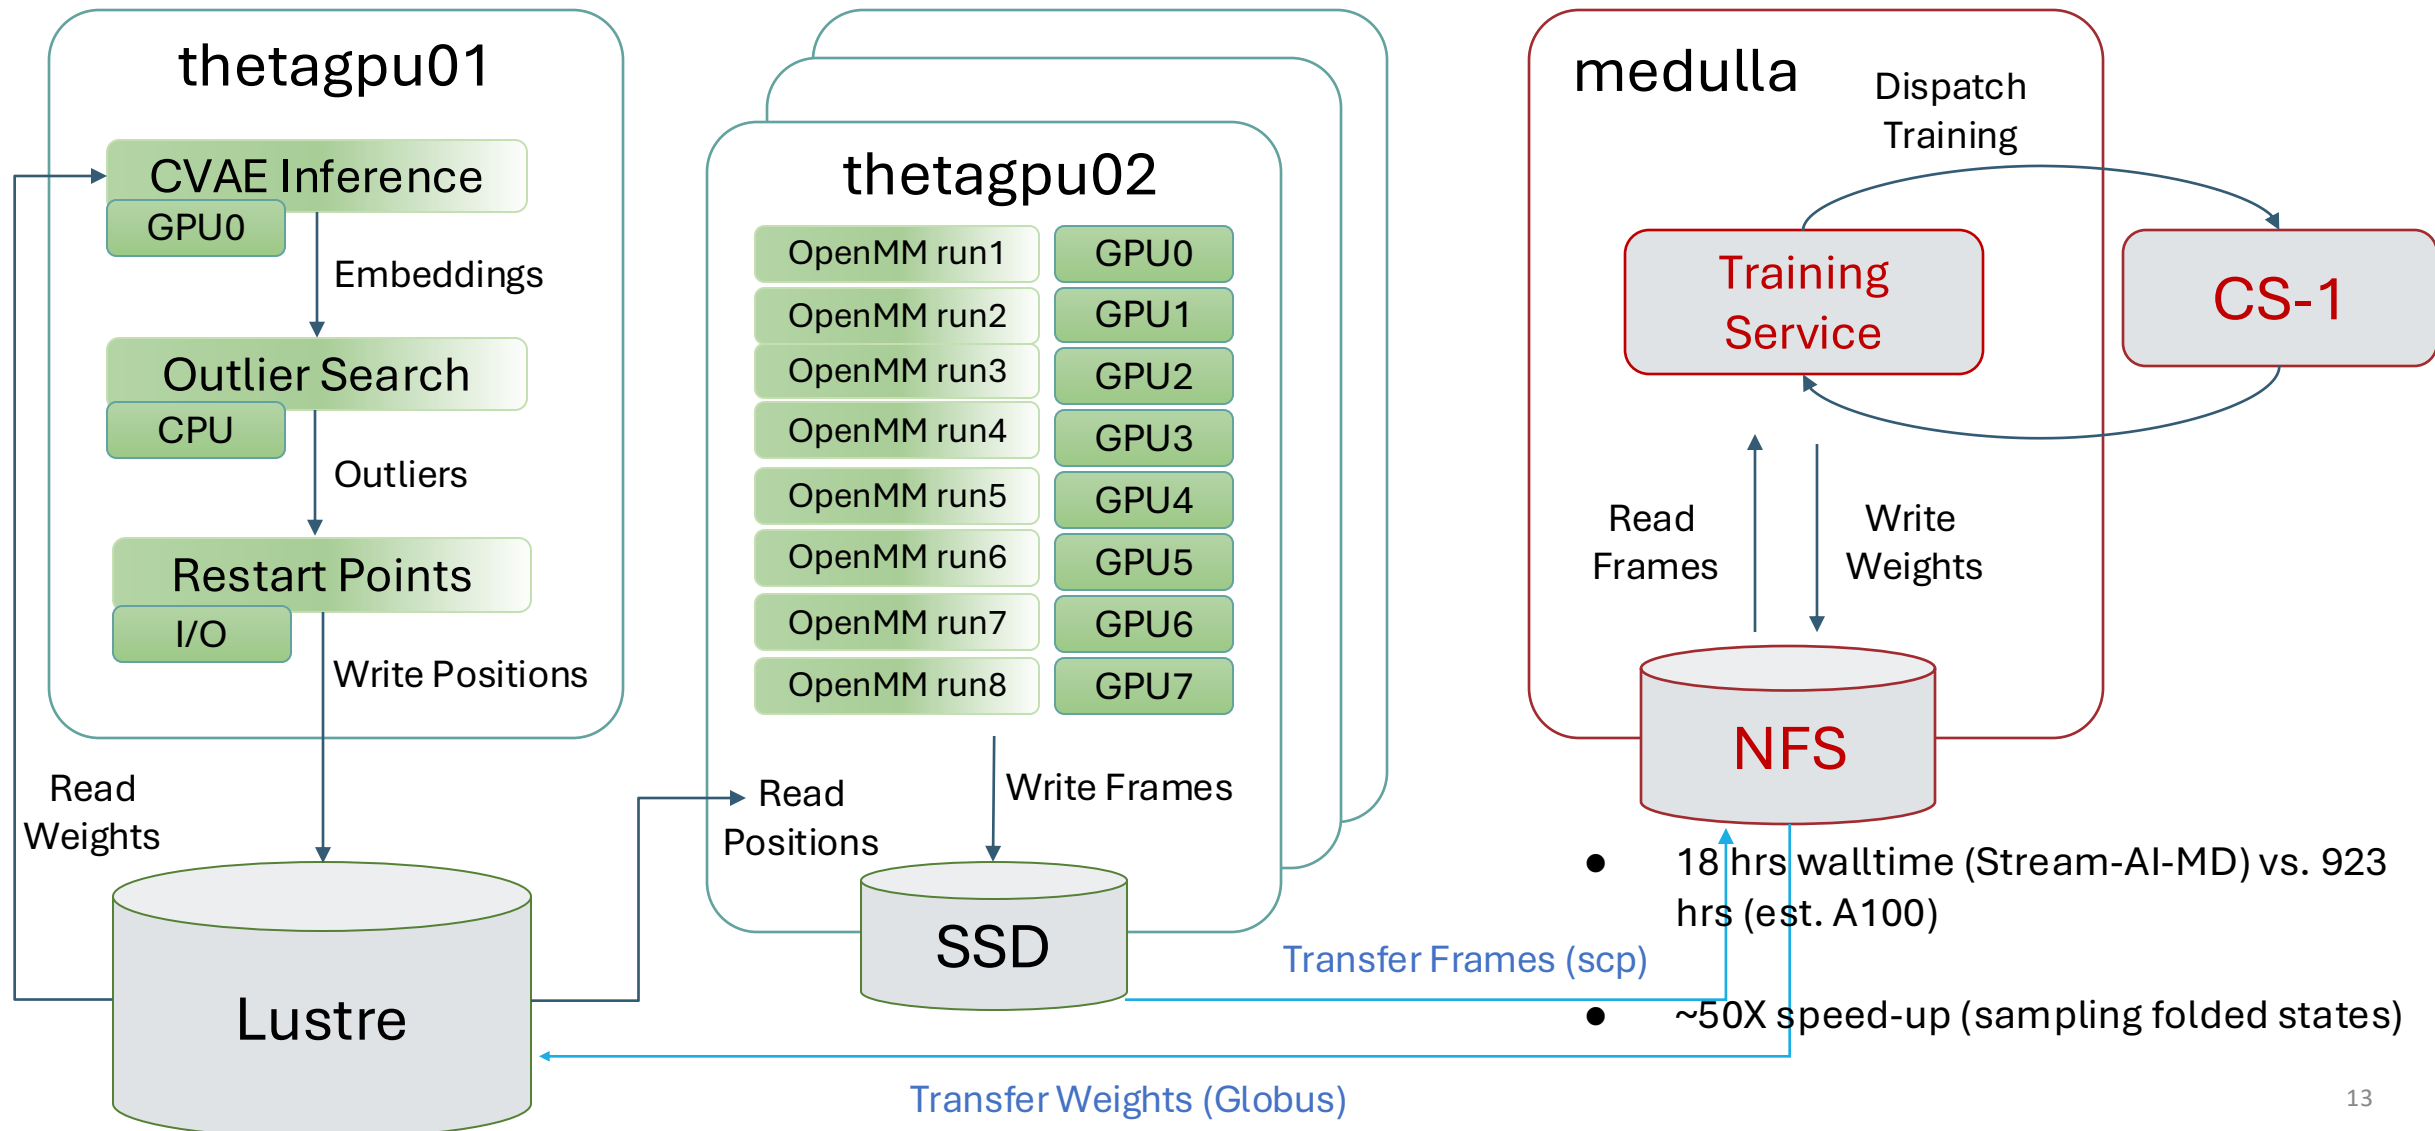 thetagpu01
CVAE Inference
GPU0
Embeddings
Outlier Search
CPU
Outliers
Restart Points
I/O
Write Positions
Read
Weights
Lustre
thetagpu02
OpenMM run1 GPU0
OpenMM run2 GPU1
OpenMM run3 GPU2
OpenMM run4 GPU3
OpenMM run5 GPU4
OpenMM run6 GPU5
OpenMM run7 GPU6
OpenMM run8 GPU7
Read
Positions
Write Frames
SSD
medulla
Dispatch
Training
Training
Service
CS-1
Read
Frames
Write
Weights
NFS
● 18 hrs walltime (Stream-AI-MD) vs. 923
hrs (est. A100)
● ~50X speed-up (sampling folded states)
Transfer Frames (scp)
Transfer Weights (Globus)
13